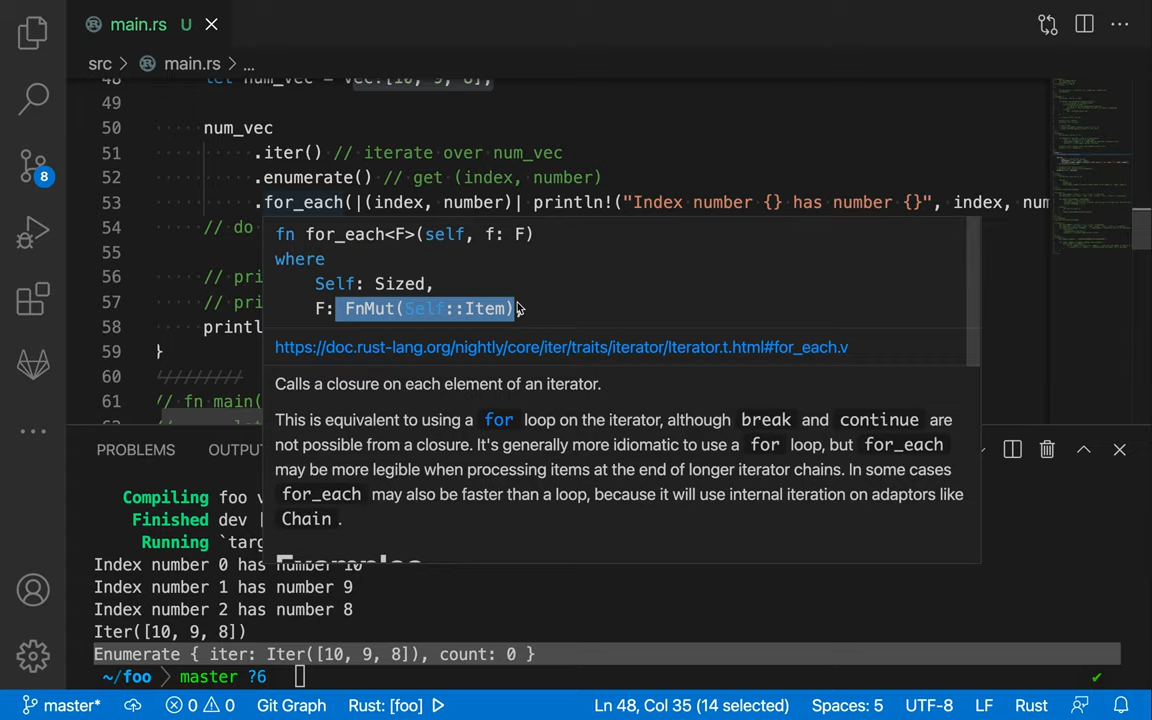 main.rs U
src > main.rs > ...
48 let num_vec = vec![10, 9, 8];
49
50 num_vec
51 .iter() // iterate over num_vec
52 .enumerate() // get (index, number)
53 .for_each(|(index, number)| println!("Index number {} has number {}", index, num
54 // do
55
56 // pri
57 // pri
58 printl
59 }
60 /////////
61 // fn main(
fn for_each<F>(self, f: F)
where
Self: Sized,
F: FnMut(Self::Item)
https://doc.rust-lang.org/nightly/core/iter/traits/iterator/Iterator.t.html#for_each.v
Calls a closure on each element of an iterator.
This is equivalent to using a for loop on the iterator, although break and continue are
not possible from a closure. It's generally more idiomatic to use a for loop, but for_each
may be more legible when processing items at the end of longer iterator chains. In some cases
for_each may also be faster than a loop, because it will use internal iteration on adaptors like
Chain .
PROBLEMS OUTPU
Compiling foo v
Finished dev [
Running `targ
Index number 0 has number 10
Index number 1 has number 9
Index number 2 has number 8
Iter([10, 9, 8])
Enumerate { iter: Iter([10, 9, 8]), count: 0 }
~/foo master ?6
8
master* 0 0 Git Graph Rust: [foo] Ln 48, Col 35 (14 selected) Spaces: 5 UTF-8 LF Rust